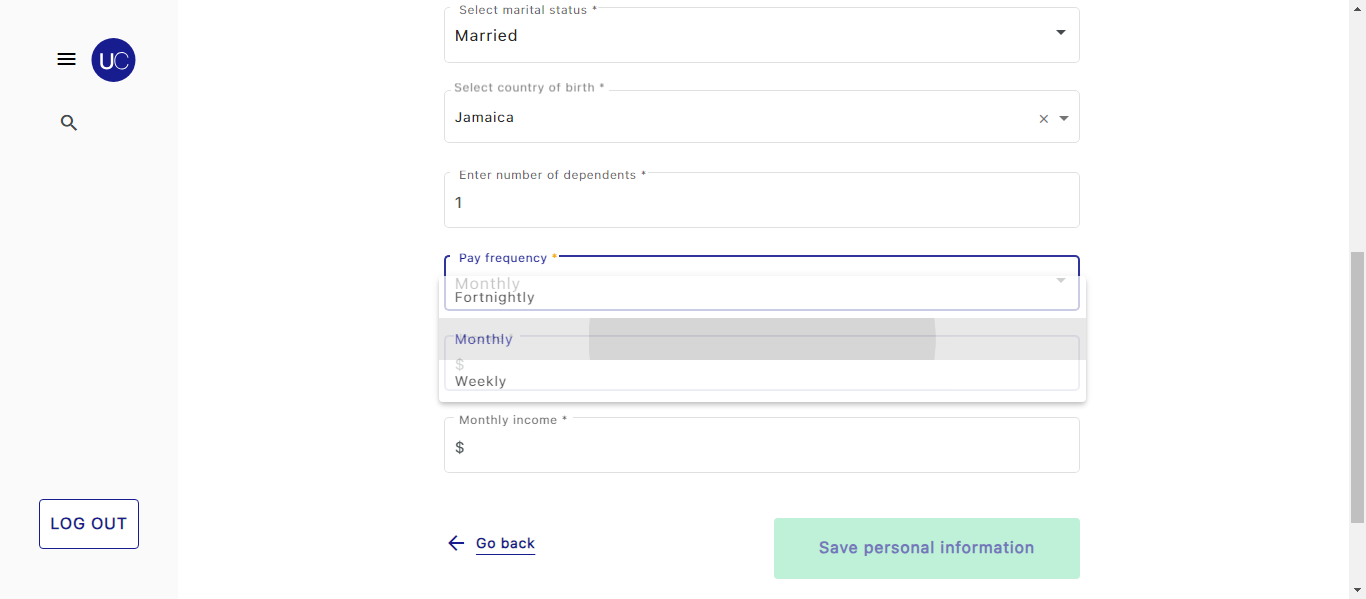 UC
LOG OUT
Select marital status *
Married
Select country of birth *
Jamaica
Enter number of dependents *
1
Pay frequency *
Monthly
Fortnightly
Monthly
$
Weekly
Monthly income *
$
Go back
Save personal information